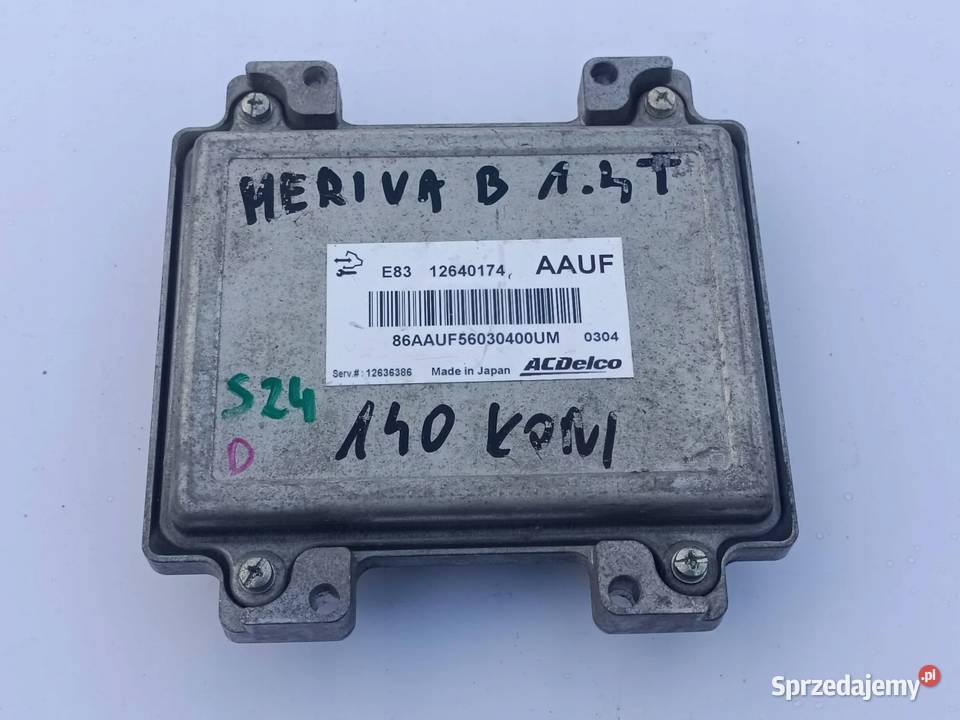 MERIVA B 1.4T
E83 12640174, AAUF
86AAUF56030400UM 0304
Serv.#: 12636386 Made in Japan ACDelco
S24
D
140 KONI
Sprzedajemy.pl